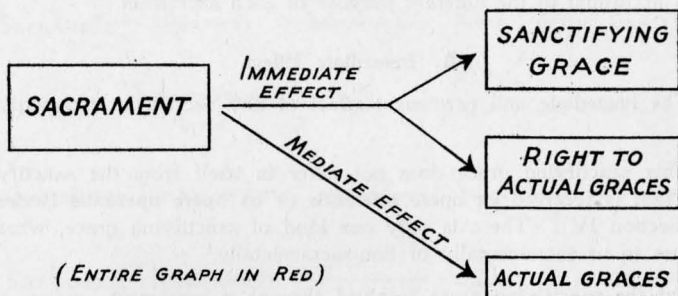 SANCTIFYING
GRACE
IMMEDIATE
EFFECT
SACRAMENT
MEDIATE EFFECT
RIGHT TO
ACTUAL GRACES
(ENTIRE GRAPH IN RED)
ACTUAL GRACES